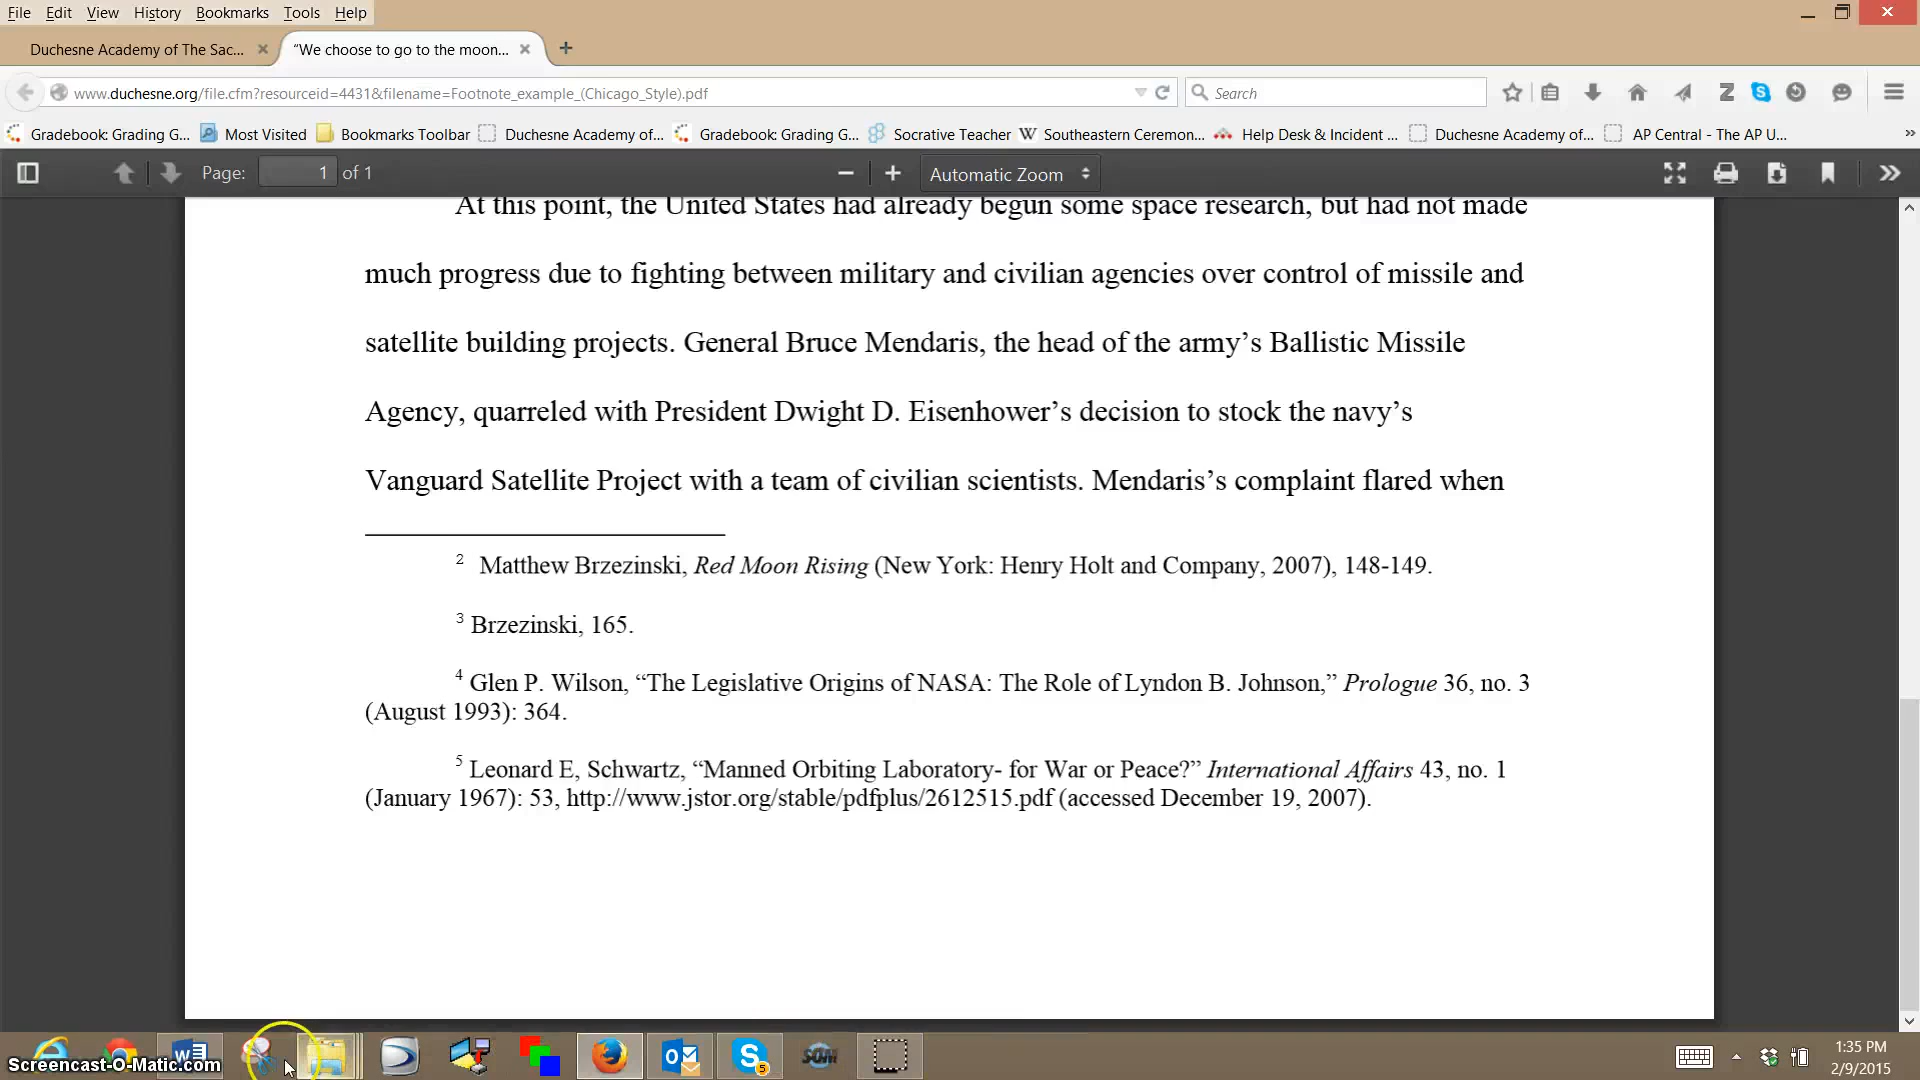 File Edit View History Bookmarks Tools Help
Duchesne Academy of The Sac... “We choose to go to the moon...
www.duchesne.org/file.cfm?resourceid=4431&filename=Footnote_example_(Chicago_Style).pdf Search
Gradebook: Grading G... Most Visited Bookmarks Toolbar Duchesne Academy of... Gradebook: Grading G... Socrative Teacher W Southeastern Ceremon... Help Desk & Incident ... Duchesne Academy of... AP Central - The AP U... »
Page: 1 of 1 Automatic Zoom
At this point, the United States had already begun some space research, but had not made
much progress due to fighting between military and civilian agencies over control of missile and
satellite building projects. General Bruce Mendaris, the head of the army’s Ballistic Missile
Agency, quarreled with President Dwight D. Eisenhower’s decision to stock the navy’s
Vanguard Satellite Project with a team of civilian scientists. Mendaris’s complaint flared when
2 Matthew Brzezinski, Red Moon Rising (New York: Henry Holt and Company, 2007), 148-149.
3 Brzezinski, 165.
4 Glen P. Wilson, “The Legislative Origins of NASA: The Role of Lyndon B. Johnson,” Prologue 36, no. 3
(August 1993): 364.
5 Leonard E, Schwartz, “Manned Orbiting Laboratory- for War or Peace?” International Affairs 43, no. 1
(January 1967): 53, http://www.jstor.org/stable/pdfplus/2612515.pdf (accessed December 19, 2007).
Screencast-O-Matic.com
SOM
5
1:35 PM
2/9/2015